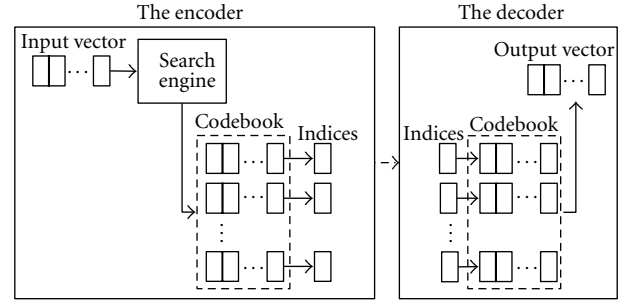 The encoder
Input vector
...
Search
engine
Codebook
Indices
...
...
...
...
The decoder
Output vector
...
Indices
Codebook
...
...
...
...